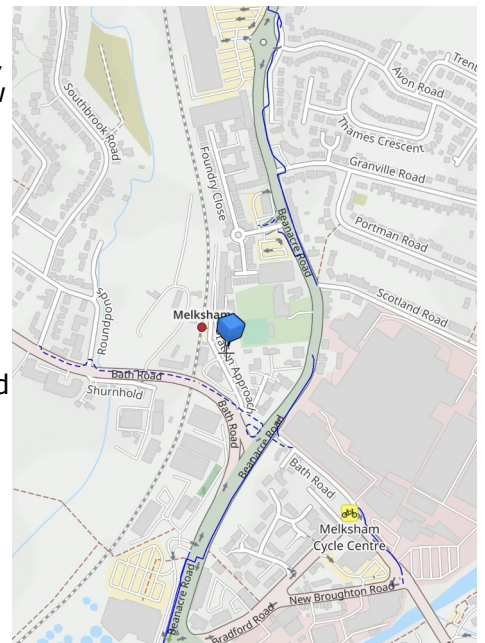 Southbrook Road
Avon Road
Trent
Thames Crescent
Granville Road
Foundry Close
Beanacre Road
Portman Road
Scotland Road
Roundponds
Melksham
Approach
Bath Road
Shurnhold
Bath Road
Beanacre Road
Bath Road
Melksham
Cycle Centre
New Broughton Road
Beanacre Road
Bradford Road